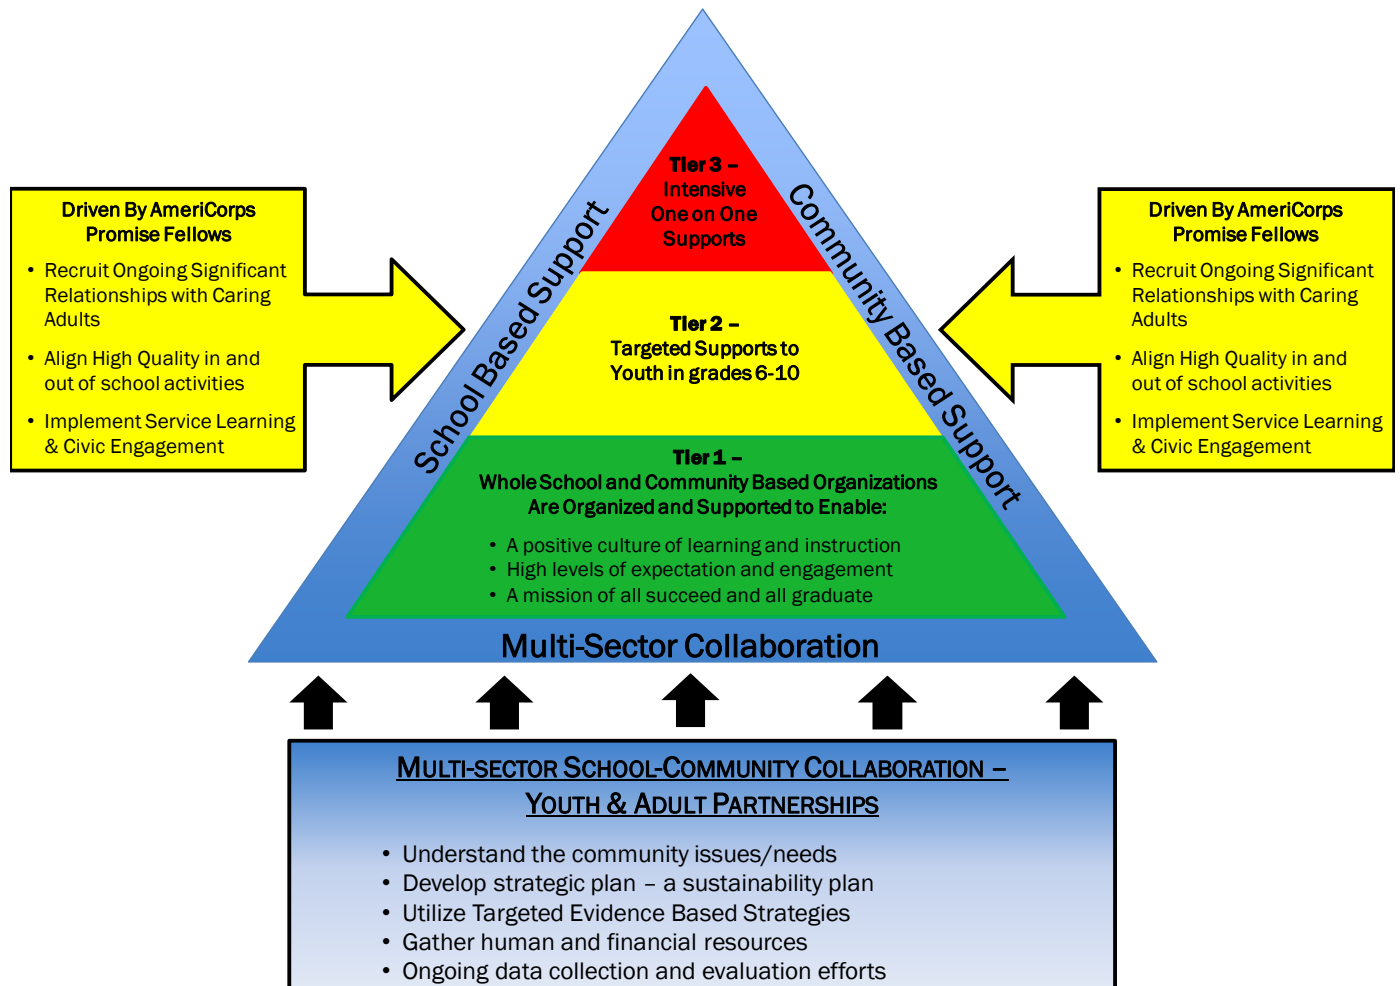 Tier 3 –
Intensive
One on One
Supports
School Based Support
Community Based Support
Driven By AmeriCorps
Promise Fellows
• Recruit Ongoing Significant
Relationships with Caring
Adults
• Align High Quality in and
out of school activities
• Implement Service Learning
& Civic Engagement
Tier 2 –
Targeted Supports to
Youth in grades 6-10
Driven By AmeriCorps
Promise Fellows
• Recruit Ongoing Significant
Relationships with Caring
Adults
• Align High Quality in and
out of school activities
• Implement Service Learning
& Civic Engagement
Tier 1 –
Whole School and Community Based Organizations
Are Organized and Supported to Enable:
• A positive culture of learning and instruction
• High levels of expectation and engagement
• A mission of all succeed and all graduate
Multi-Sector Collaboration
MULTI-SECTOR SCHOOL-COMMUNITY COLLABORATION –
YOUTH & ADULT PARTNERSHIPS
• Understand the community issues/needs
• Develop strategic plan – a sustainability plan
• Utilize Targeted Evidence Based Strategies
• Gather human and financial resources
• Ongoing data collection and evaluation efforts